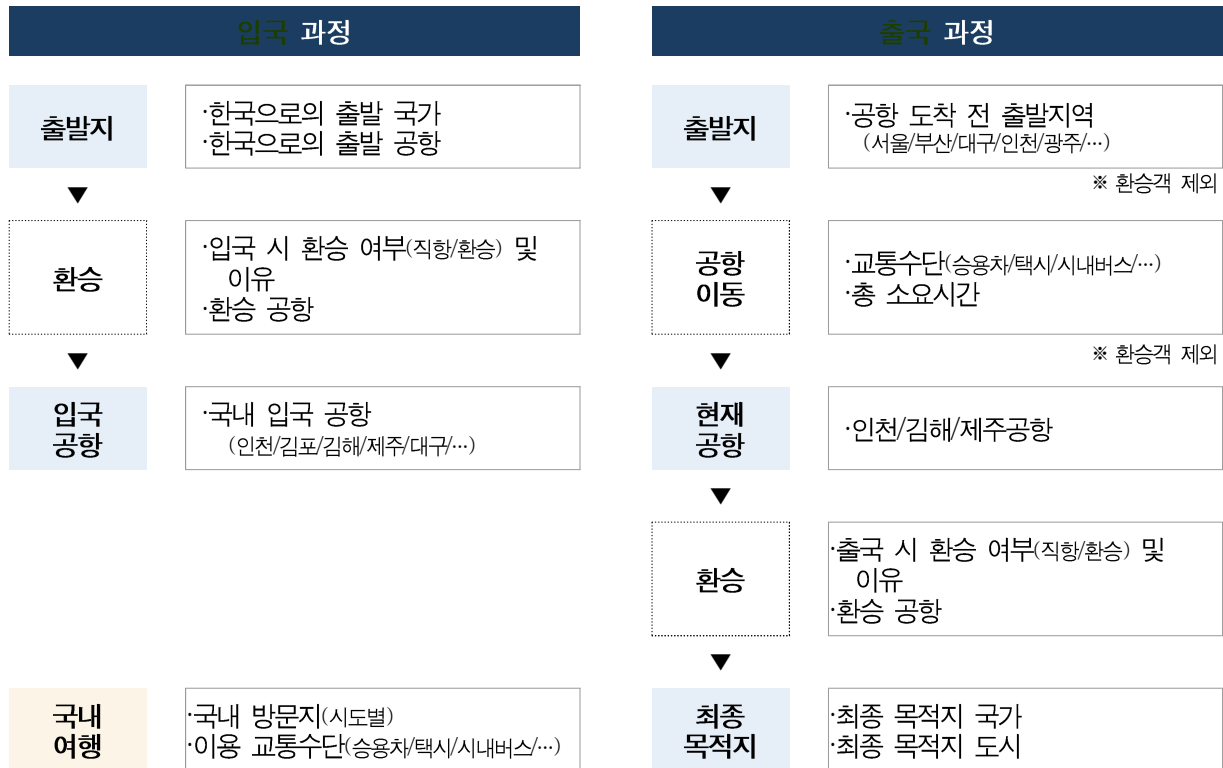 입국 과정
출발지
·한국으로의 출발 국가
·한국으로의 출발 공항
▼
환승
·입국 시 환승 여부(직항/환승) 및
이유
·환승 공항
▼
입국
공항
·국내 입국 공항
(인천/김포/김해/제주/대구/···)
국내
여행
·국내 방문지(시도별)
·이용 교통수단(승용차/택시/시내버스/···)
출국 과정
출발지
·공항 도착 전 출발지역
(서울/부산/대구/인천/광주/···)
※ 환승객 제외
▼
공항
이동
·교통수단(승용차/택시/시내버스/···)
·총 소요시간
※ 환승객 제외
▼
현재
공항
·인천/김해/제주공항
▼
환승
·출국 시 환승 여부(직항/환승) 및
이유
·환승 공항
▼
최종
목적지
·최종 목적지 국가
·최종 목적지 도시